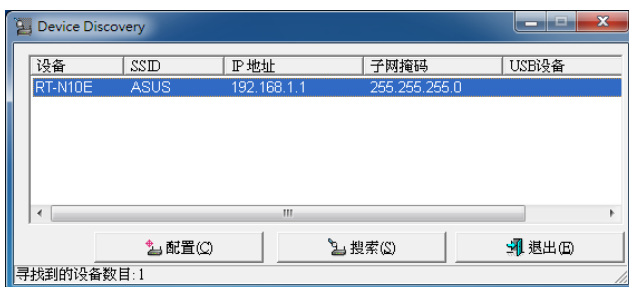 Device Discovery
设备 SSID IP地址 子网掩码 USB设备
RT-N10E ASUS 192.168.1.1 255.255.255.0
配置(C) 搜索(S) 退出(E)
寻找到的设备数目:1